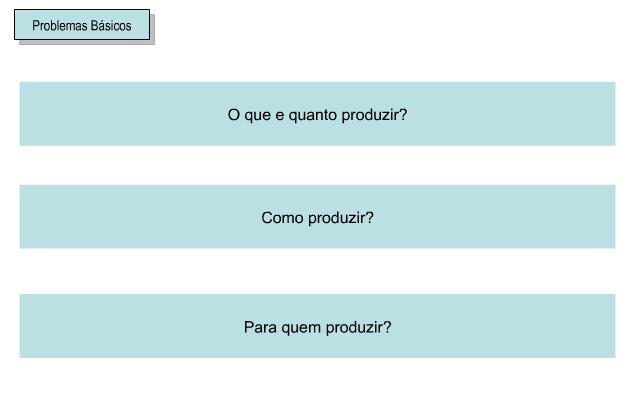 Problemas Básicos
O que e quanto produzir?
Como produzir?
Para quem produzir?